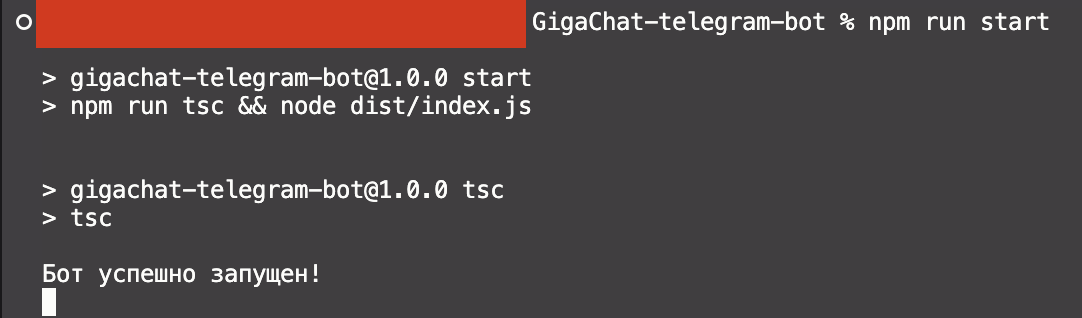 GigaChat-telegram-bot % npm run start
> gigachat-telegram-bot@1.0.0 start
> npm run tsc && node dist/index.js
> gigachat-telegram-bot@1.0.0 tsc
> tsc
Бот успешно запущен!